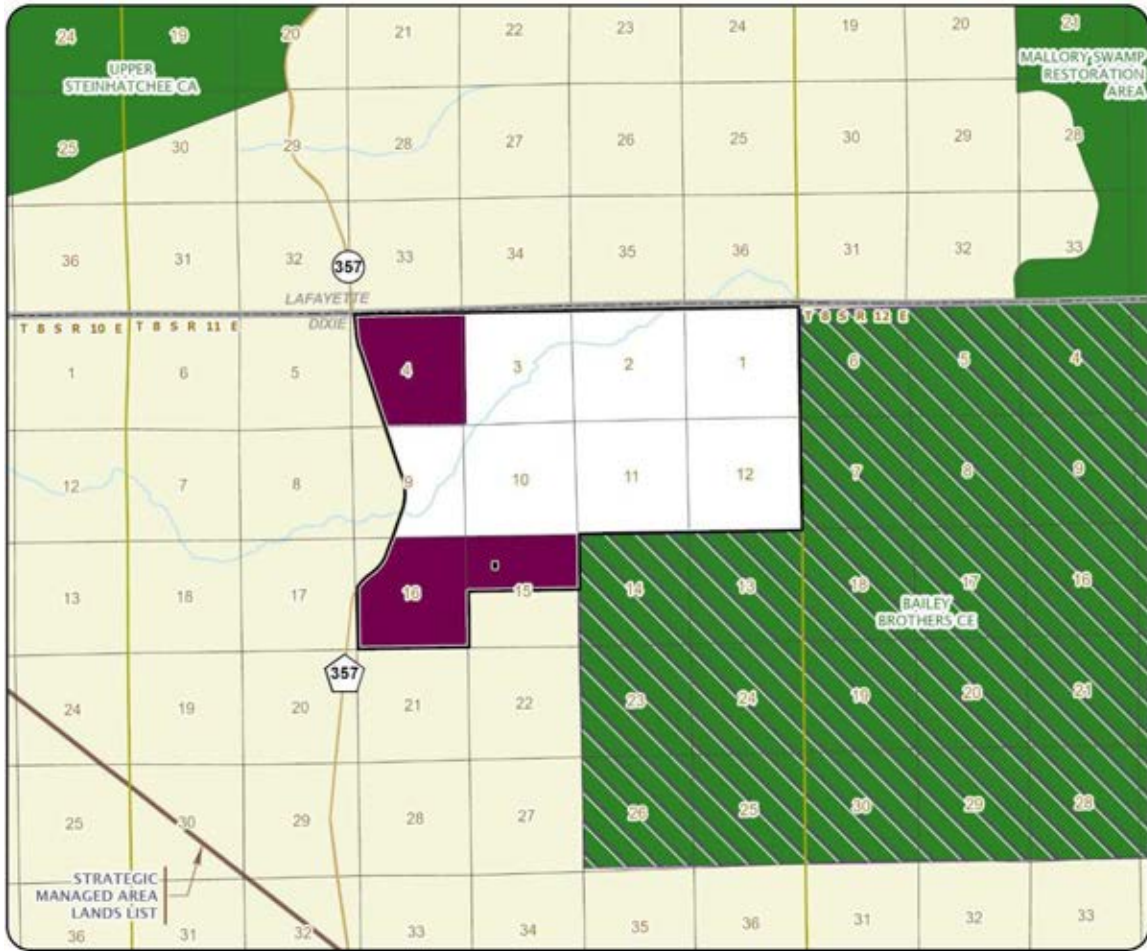 24 19 20 21 22 23 24 19 20 21
UPPER
STEINHATCHEE CA
MALLORY SWAMP
RESTORATION
AREA
25 30 29 28 27 26 25 30 29 28
36 31 32 33 34 35 36 31 32 33
357
LAFAYETTE
DIXIE
T 8 S R 10 E T 8 S R 11 E
T 8 S R 12 E
1 6 5 4 3 2 1 6 5 4
12 7 8 9 10 11 12 7 8 9
13 18 17 16 15 14 13 18 17 16
BAILEY
BROTHERS CE
357
24 19 20 21 22 23 24 19 20 21
25 30 29 28 27 26 25 30 29 28
STRATEGIC
MANAGED AREA
LANDS LIST
36 31 32 33 34 35 36 31 32 33